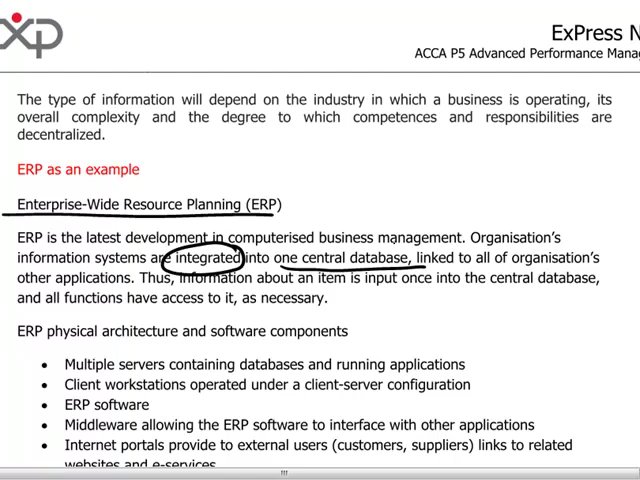 xp
ExPress N
ACCA P5 Advanced Performance Manag
The type of information will depend on the industry in which a business is operating, its
overall complexity and the degree to which competences and responsibilities are
decentralized.
ERP as an example
Enterprise-Wide Resource Planning (ERP)
ERP is the latest development in computerised business management. Organisation’s
information systems are integrated into one central database, linked to all of organisation’s
other applications. Thus, information about an item is input once into the central database,
and all functions have access to it, as necessary.
ERP physical architecture and software components
• Multiple servers containing databases and running applications
• Client workstations operated under a client-server configuration
• ERP software
• Middleware allowing the ERP software to interface with other applications
• Internet portals provide to external users (customers, suppliers) links to related
websites and e-services